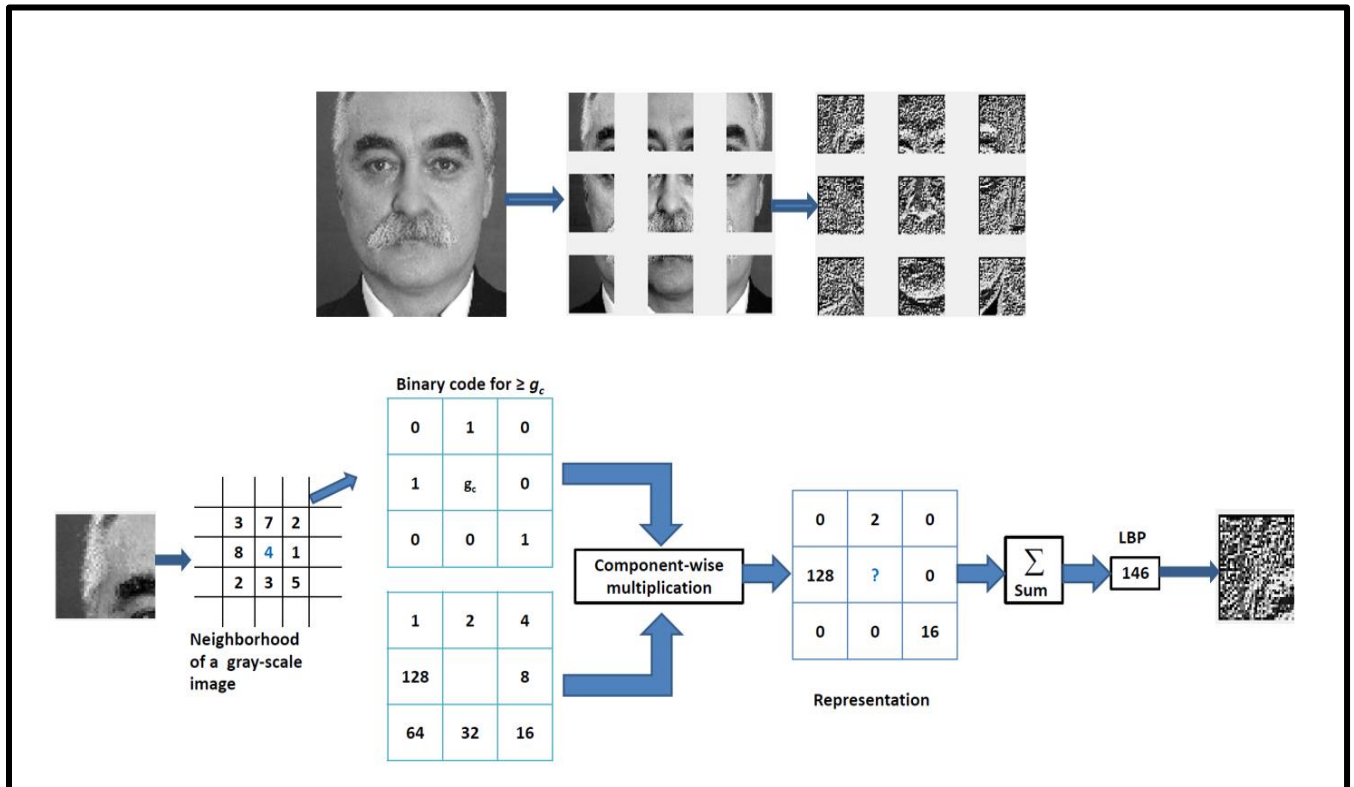 Binary code for ≥ gc
0 1 0
1 gc 0
0 0 1
3 7 2
8 4 1
2 3 5
Neighborhood
of a gray-scale
image
1 2 4
128 8
64 32 16
Component-wise
multiplication
0 2 0
128 ? 0
0 0 16
Representation
∑
Sum
LBP
146